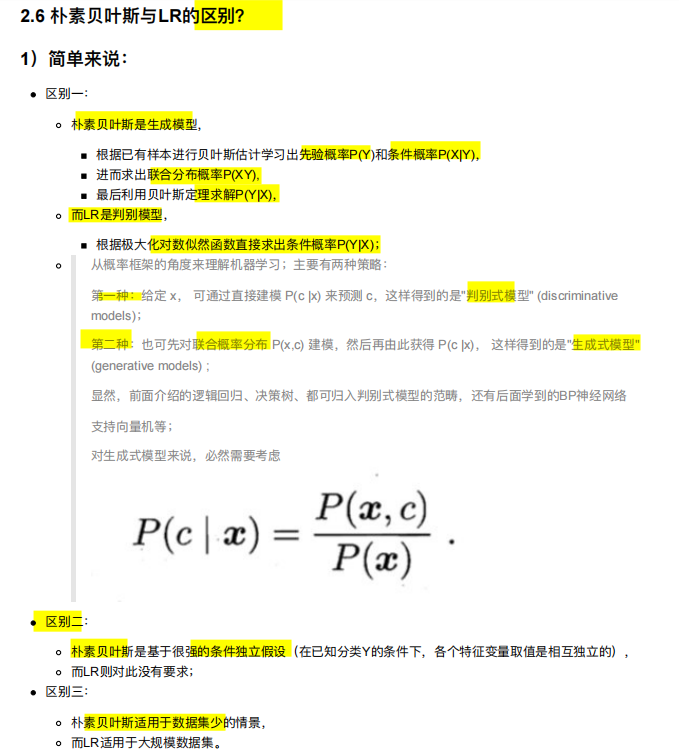 2.6 朴素贝叶斯与LR的区别?
1）简单来说：
区别一：
朴素贝叶斯是生成模型，
根据已有样本进行贝叶斯估计学习出先验概率P(Y)和条件概率P(X|Y)，
进而求出联合分布概率P(XY),
最后利用贝叶斯定理求解P(Y|X)，
而LR是判别模型，
根据极大化对数似然函数直接求出条件概率P(Y|X)；
从概率框架的角度来理解机器学习；主要有两种策略：
第一种：给定 x， 可通过直接建模 P(c |x) 来预测 c，这样得到的是"判别式模型" (discriminative
models)；
第二种：也可先对联合概率分布 P(x,c) 建模，然后再由此获得 P(c |x)， 这样得到的是"生成式模型"
(generative models)；
显然，前面介绍的逻辑回归、决策树、都可归入判别式模型的范畴，还有后面学到的BP神经网络
支持向量机等；
对生成式模型来说，必然需要考虑
P(c | x) = P(x, c) / P(x) .
区别二：
朴素贝叶斯是基于很强的条件独立假设（在已知分类Y的条件下，各个特征变量取值是相互独立的），
而LR则对此没有要求；
区别三：
朴素贝叶斯适用于数据集少的情景，
而LR适用于大规模数据集。